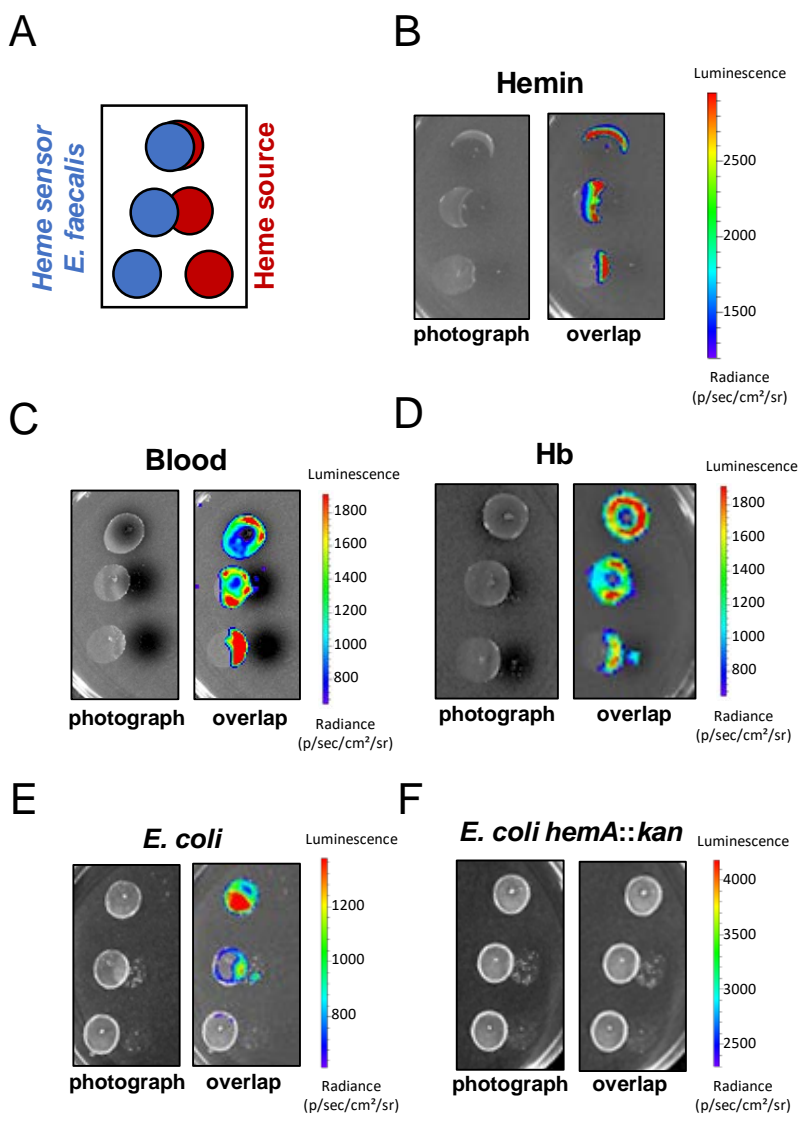 A
Heme sensor
E. faecalis
Heme source
B
Hemin
photograph
overlap
Luminescence
2500
2000
1500
Radiance
(p/sec/cm²/sr)
C
Blood
photograph
overlap
Luminescence
1800
1600
1400
1200
1000
800
Radiance
(p/sec/cm²/sr)
D
Hb
photograph
overlap
Luminescence
1800
1600
1400
1200
1000
800
Radiance
(p/sec/cm²/sr)
E
E. coli
photograph
overlap
Luminescence
1200
1000
800
Radiance
(p/sec/cm²/sr)
F
E. coli hemA::kan
photograph
overlap
Luminescence
4000
3500
3000
2500
Radiance
(p/sec/cm²/sr)